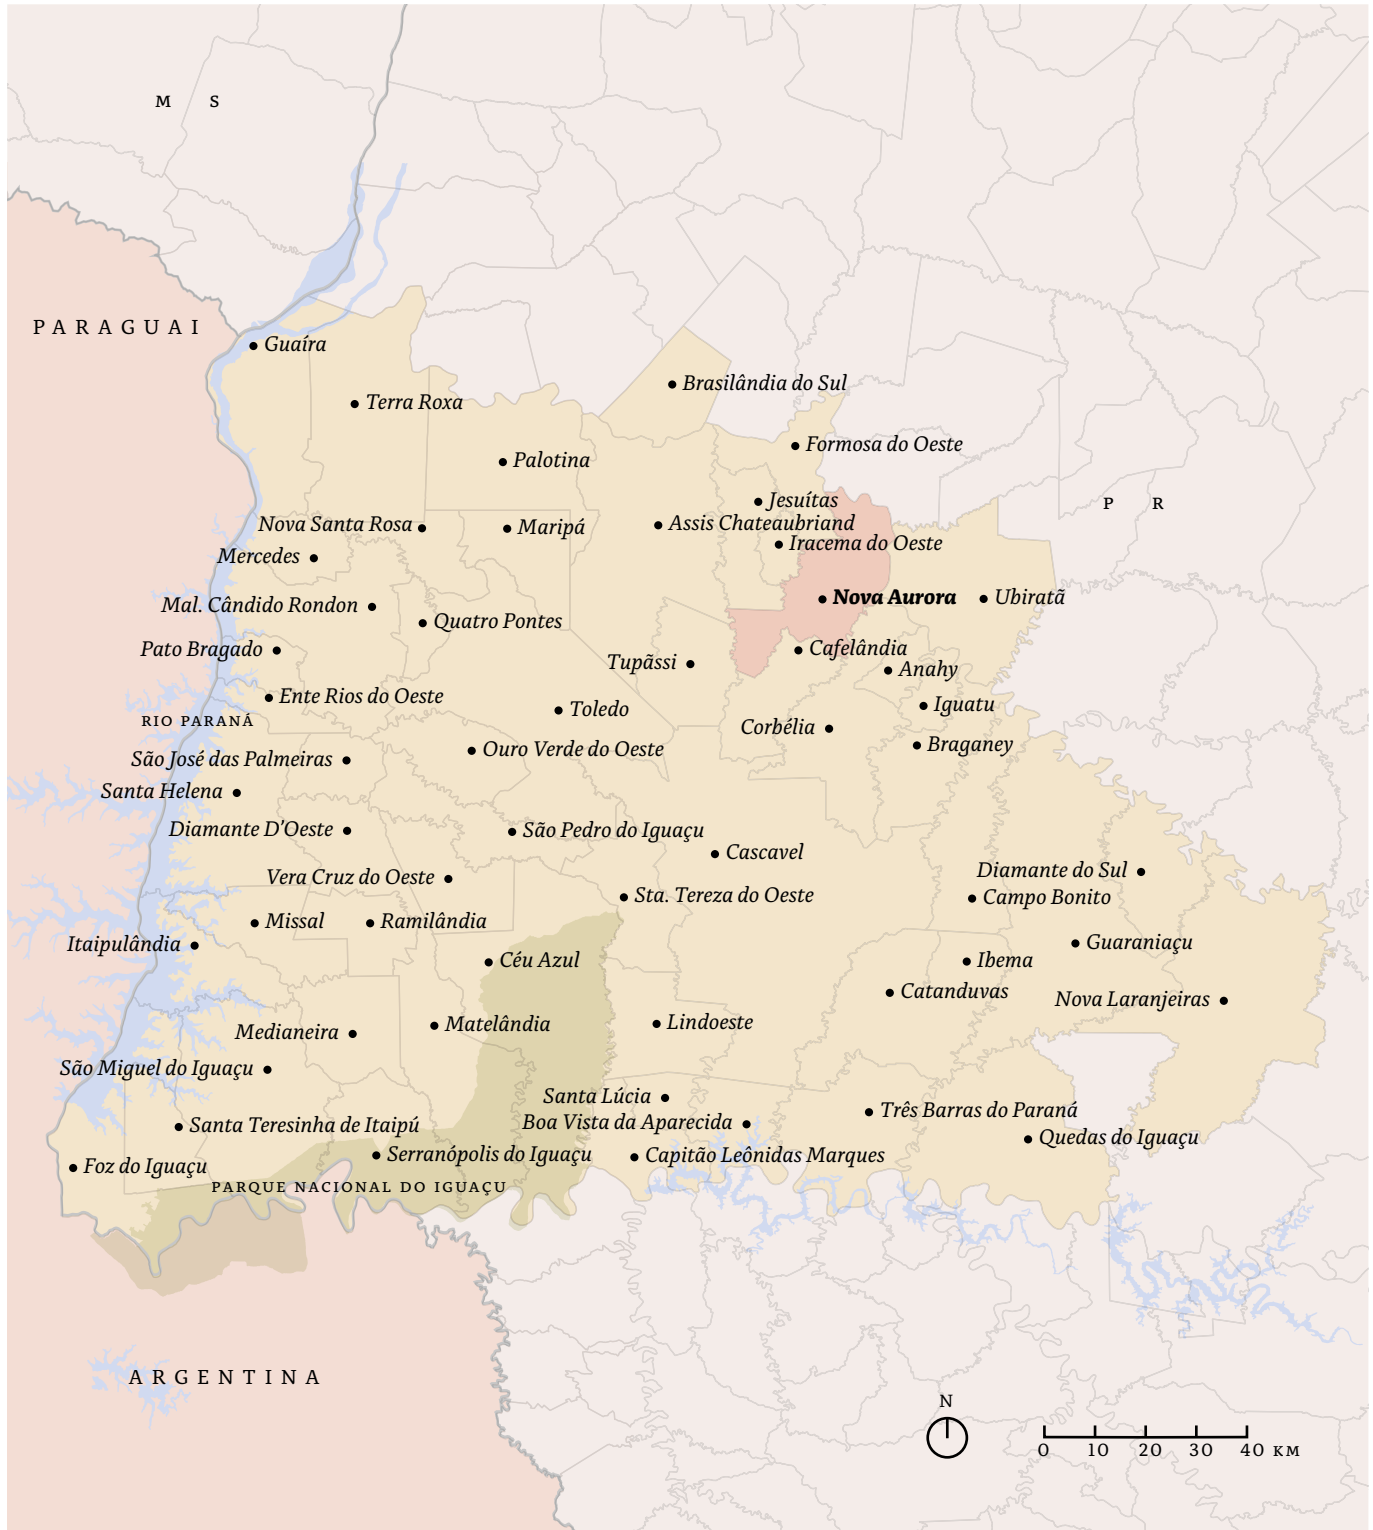 M S
PARAGUAI
Guaíra
Brasilândia do Sul
Terra Roxa
Formosa do Oeste
Palotina
Jesuítas
P R
Nova Santa Rosa
Maripá
Assis Chateaubriand
Iracema do Oeste
Mercedes
Nova Aurora
Ubiratã
Mal. Cândido Rondon
Quatro Pontes
Pato Bragado
Cafelândia
Tupãssi
Anahy
Ente Rios do Oeste
Iguatu
Toledo
RIO PARANÁ
Corbélia
Braganey
Ouro Verde do Oeste
São José das Palmeiras
Santa Helena
Diamante D'Oeste
São Pedro do Iguaçu
Cascavel
Diamante do Sul
Vera Cruz do Oeste
Sta. Tereza do Oeste
Campo Bonito
Missal
Ramilândia
Itaipulândia
Guaraniaçu
Céu Azul
Ibema
Catanduvas
Nova Laranjeiras
Medianeira
Matelândia
Lindoeste
São Miguel do Iguaçu
Santa Lúcia
Três Barras do Paraná
Santa Teresinha de Itaipú
Boa Vista da Aparecida
Quedas do Iguaçu
Foz do Iguaçu
Serranópolis do Iguaçu
Capitão Leônidas Marques
PARQUE NACIONAL DO IGUAÇU
ARGENTINA
N
0 10 20 30 40 KM